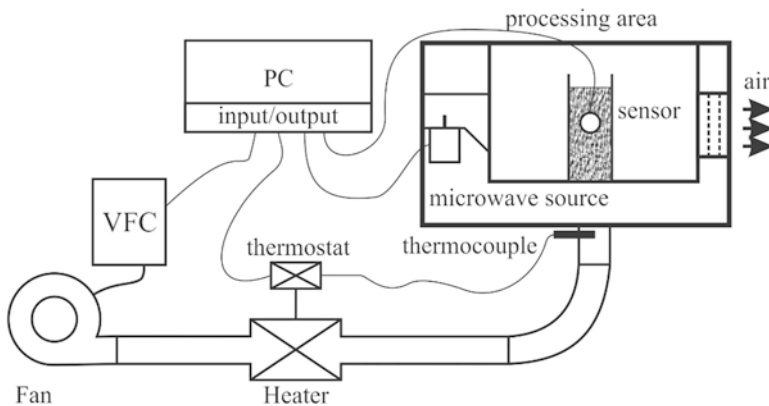 processing area
PC
input/output
air
sensor
microwave source
VFC
thermostat
thermocouple
Fan
Heater